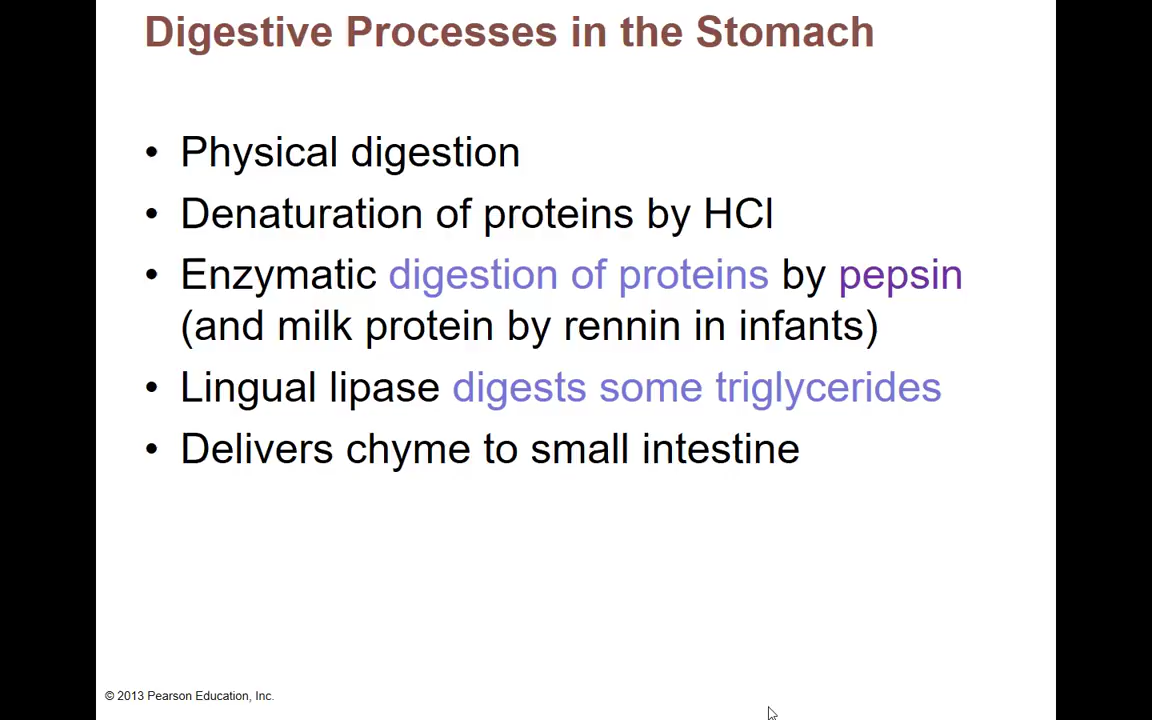 Digestive Processes in the Stomach
• Physical digestion
• Denaturation of proteins by HCl
• Enzymatic digestion of proteins by pepsin
(and milk protein by rennin in infants)
• Lingual lipase digests some triglycerides
• Delivers chyme to small intestine
© 2013 Pearson Education, Inc.